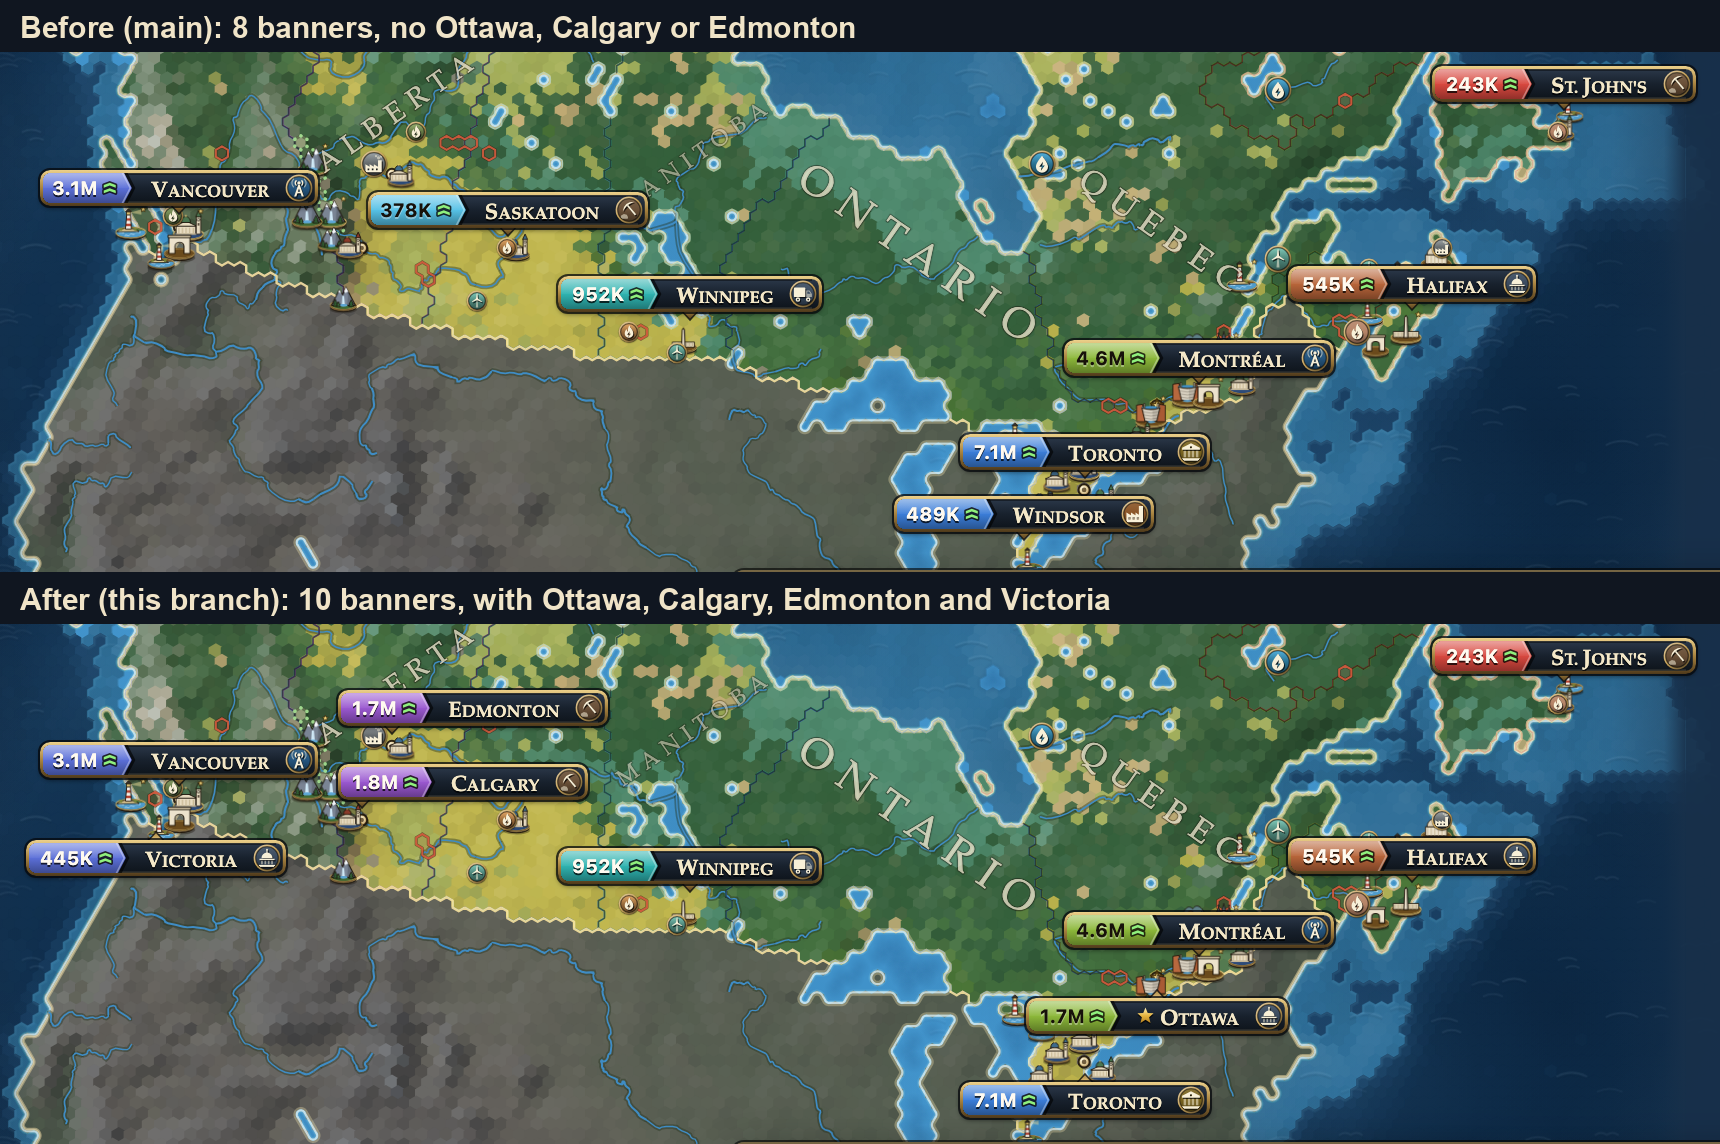 Before (main): 8 banners, no Ottawa, Calgary or Edmonton
ALBERTA
243K ST. JOHN'S
MANITOBA
ONTARIO
QUEBEC
3.1M VANCOUVER
378K SASKATOON
952K WINNIPEG
545K HALIFAX
4.6M MONTRÉAL
7.1M TORONTO
489K WINDSOR
After (this branch): 10 banners, with Ottawa, Calgary, Edmonton and Victoria
243K ST. JOHN'S
1.7M EDMONTON
MANITOBA
ONTARIO
QUEBEC
3.1M VANCOUVER
1.8M CALGARY
445K VICTORIA
952K WINNIPEG
545K HALIFAX
4.6M MONTRÉAL
1.7M ★ OTTAWA
7.1M TORONTO